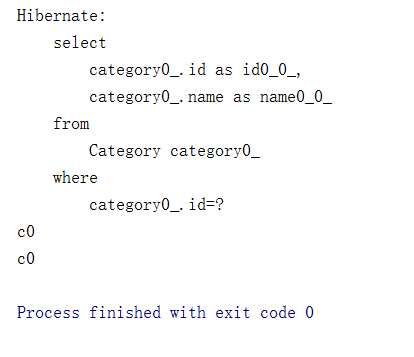 Hibernate:
select
category0_.id as id0_0_,
category0_.name as name0_0_
from
Category category0_
where
category0_.id=?
c0
c0
Process finished with exit code 0